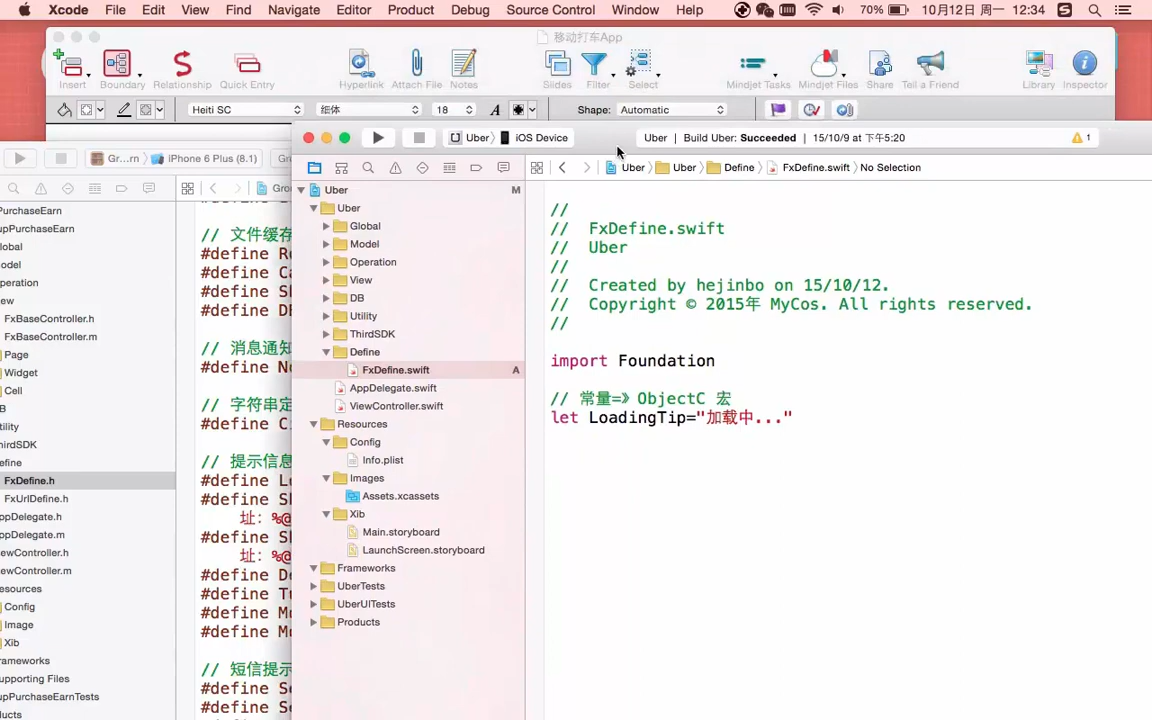 Xcode File Edit View Find Navigate Editor Product Debug Source Control Window Help 70% 10月12日 周一 12:34
移动打车App
Insert Boundary Relationship Quick Entry Hyperlink Attach File Notes Slides Filter Select Mindjet Tasks Mindjet Files Share Tell a Friend Library Inspector
Heiti SC 细体 18 A Shape: Automatic
Uber iOS Device Uber | Build Uber: Succeeded | 15/10/9 at 下午5:20 1
Gr...rn iPhone 6 Plus (8.1)
Uber Uber Define FxDefine.swift No Selection
PurchaseEarn
upPurchaseEarn
lobal
odel
peration
ew
FxBaseController.h
FxBaseController.m
Page
Widget
Cell
B
tility
hirdSDK
efine
FxDefine.h
FxUrlDefine.h
ppDelegate.h
ppDelegate.m
iewController.h
iewController.m
esources
Config
Image
Xib
rameworks
upporting Files
upPurchaseEarnTests
ducts
Gro
// 文件缓存
#define R
#define Ca
#define S
#define D
// 消息通知
#define N
// 字符串定
#define C
// 提示信息
#define L
#define S
址: %@
#define S
址: %@
#define D
#define T
#define M
#define M
// 短信提示
#define Se
#define S
Uber M
Uber
Global
Model
Operation
View
DB
Utility
ThirdSDK
Define
FxDefine.swift A
AppDelegate.swift
ViewController.swift
Resources
Config
Info.plist
Images
Assets.xcassets
Xib
Main.storyboard
LaunchScreen.storyboard
Frameworks
UberTests
UberUITests
Products
//
// FxDefine.swift
// Uber
//
// Created by hejinbo on 15/10/12.
// Copyright © 2015年 MyCos. All rights reserved.
//
import Foundation
// 常量=》ObjectC 宏
let LoadingTip="加载中..."